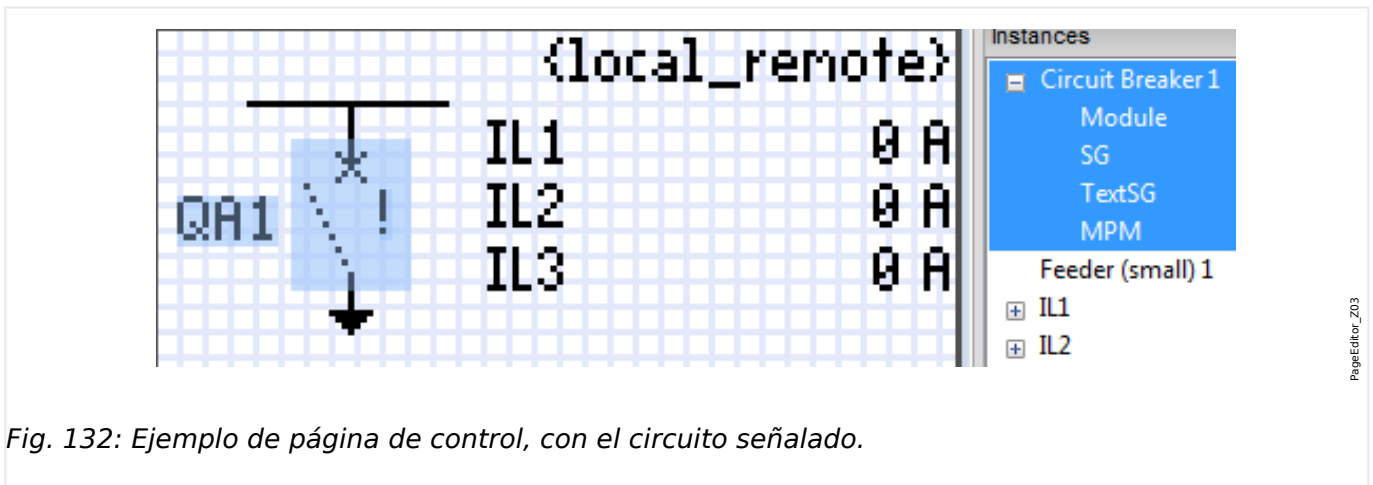 {local_remote}
IL1 0 A
QA1 ! IL2 0 A
IL3 0 A
Instances
Circuit Breaker 1
Module
SG
TextSG
MPM
Feeder (small) 1
IL1
IL2
PageEditor_Z03
Fig. 132: Ejemplo de página de control, con el circuito señalado.